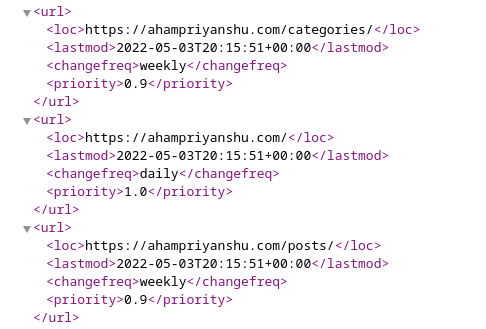 <url>
<loc>https://ahampriyanshu.com/categories/</loc>
<lastmod>2022-05-03T20:15:51+00:00</lastmod>
<changefreq>weekly</changefreq>
<priority>0.9</priority>
</url>
<url>
<loc>https://ahampriyanshu.com/</loc>
<lastmod>2022-05-03T20:15:51+00:00</lastmod>
<changefreq>daily</changefreq>
<priority>1.0</priority>
</url>
<url>
<loc>https://ahampriyanshu.com/posts/</loc>
<lastmod>2022-05-03T20:15:51+00:00</lastmod>
<changefreq>weekly</changefreq>
<priority>0.9</priority>
</url>